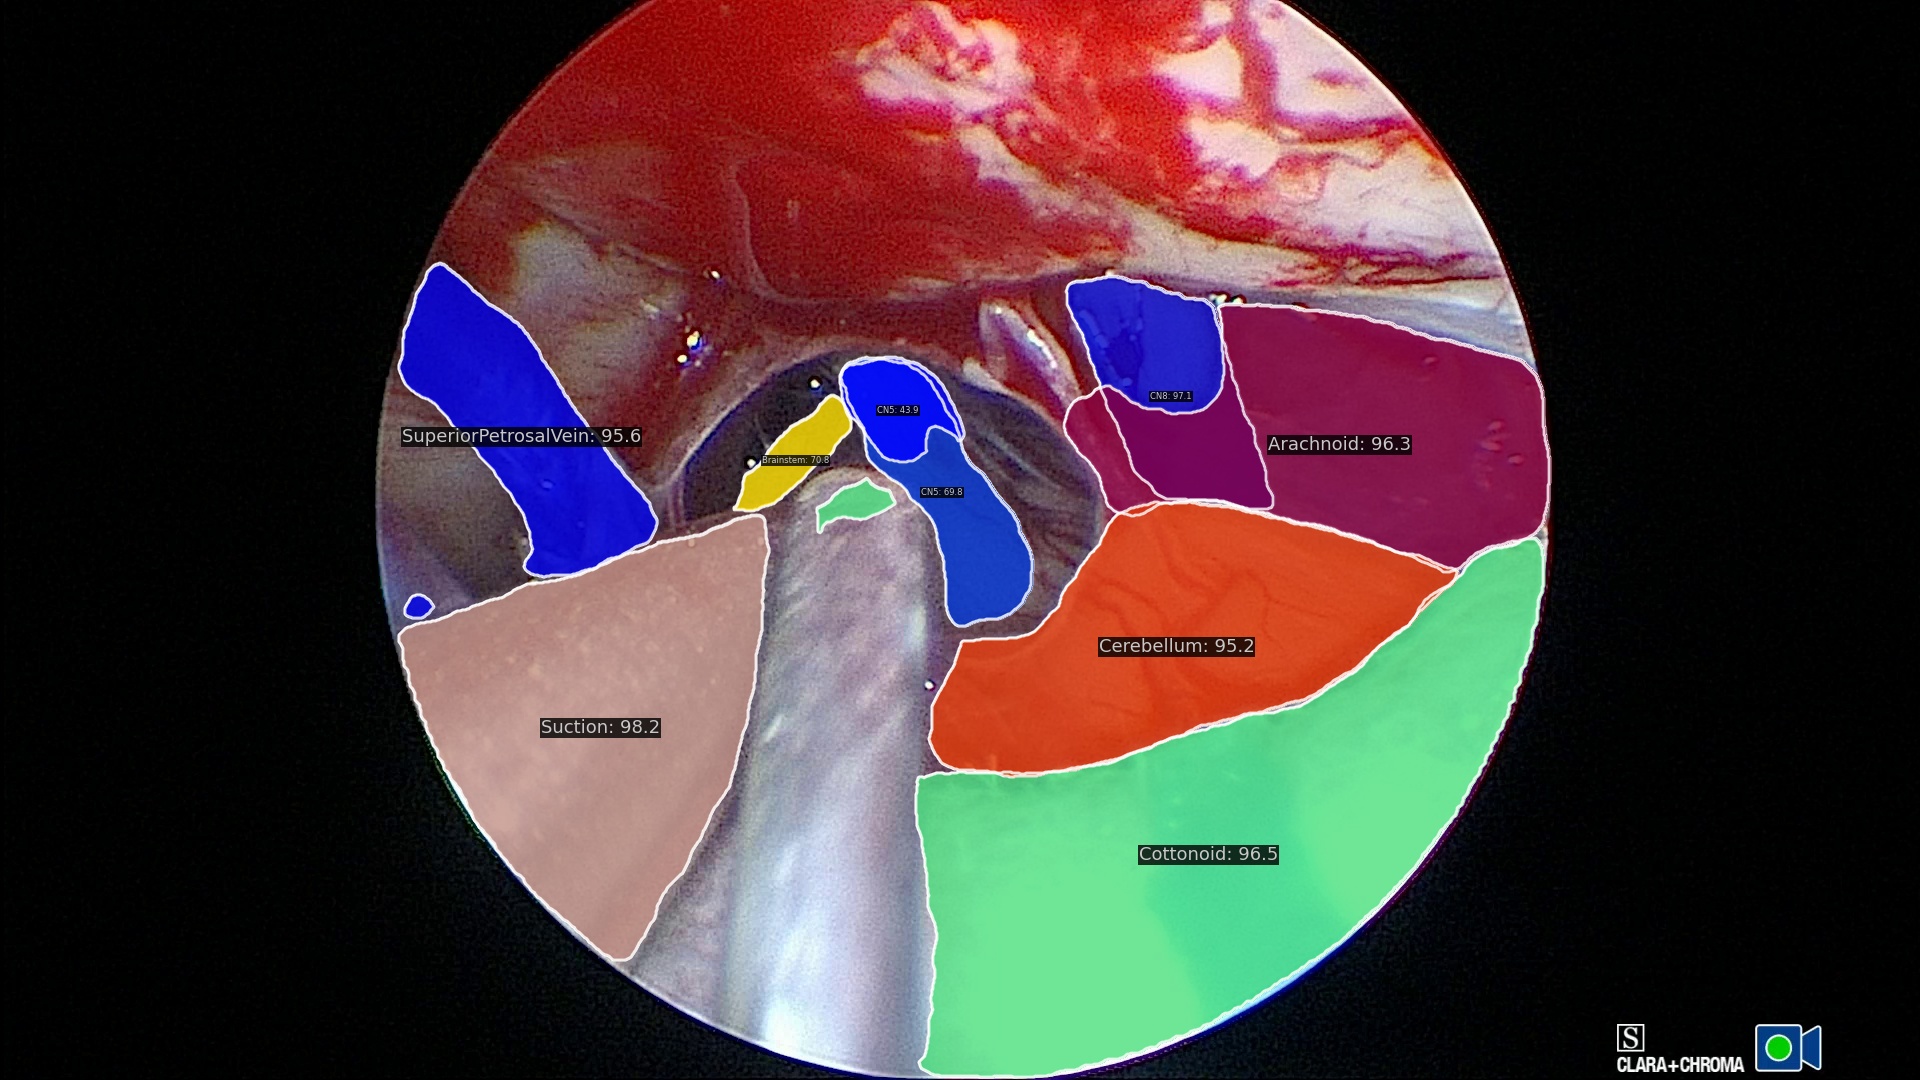 CN8: 97.1
CN5: 43.9
SuperiorPetrosalVein: 95.6
Arachnoid: 96.3
Brainstem: 70.8
CN5: 69.8
Cerebellum: 95.2
Suction: 98.2
Cottonoid: 96.5
S
CLARA+CHROMA